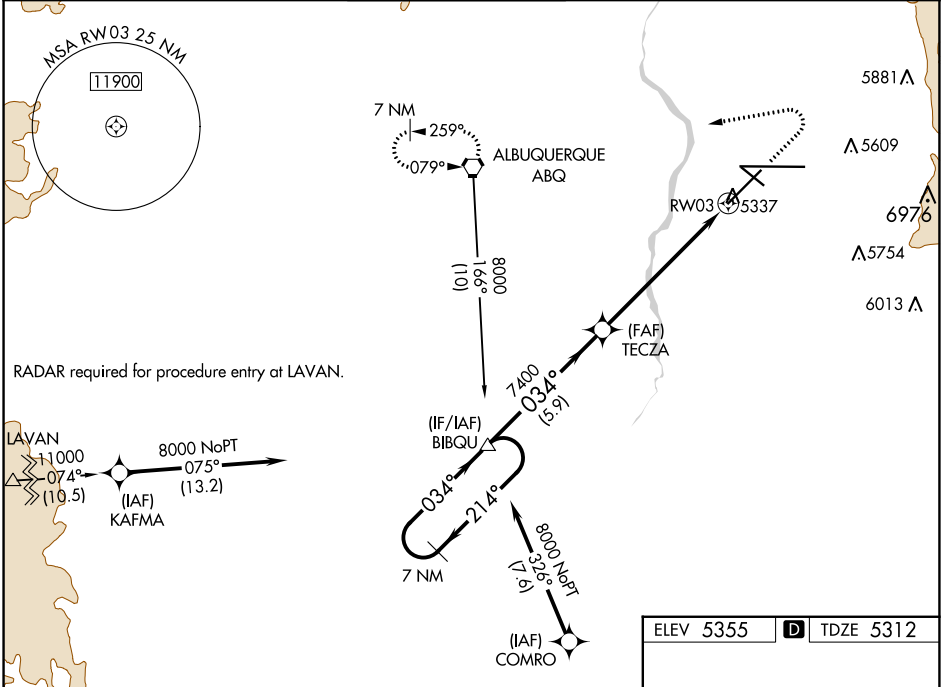 MSA RW03 25 NM
11900
7 NM
259°
079°
ALBUQUERQUE
ABQ
8000
166°
(10)
5881
5609
RW03
5337
6976
5754
6013
(FAF)
TECZA
7400
034°
(5.9)
RADAR required for procedure entry at LAVAN.
LAVAN
11000
074°
(10.5)
(IAF)
KAFMA
8000 NoPT
075°
(13.2)
(IF/IAF)
BIBQU
034°
214°
7 NM
8000 NoPT
326°
(7.6)
(IAF)
COMRO
ELEV 5355 D TDZE 5312